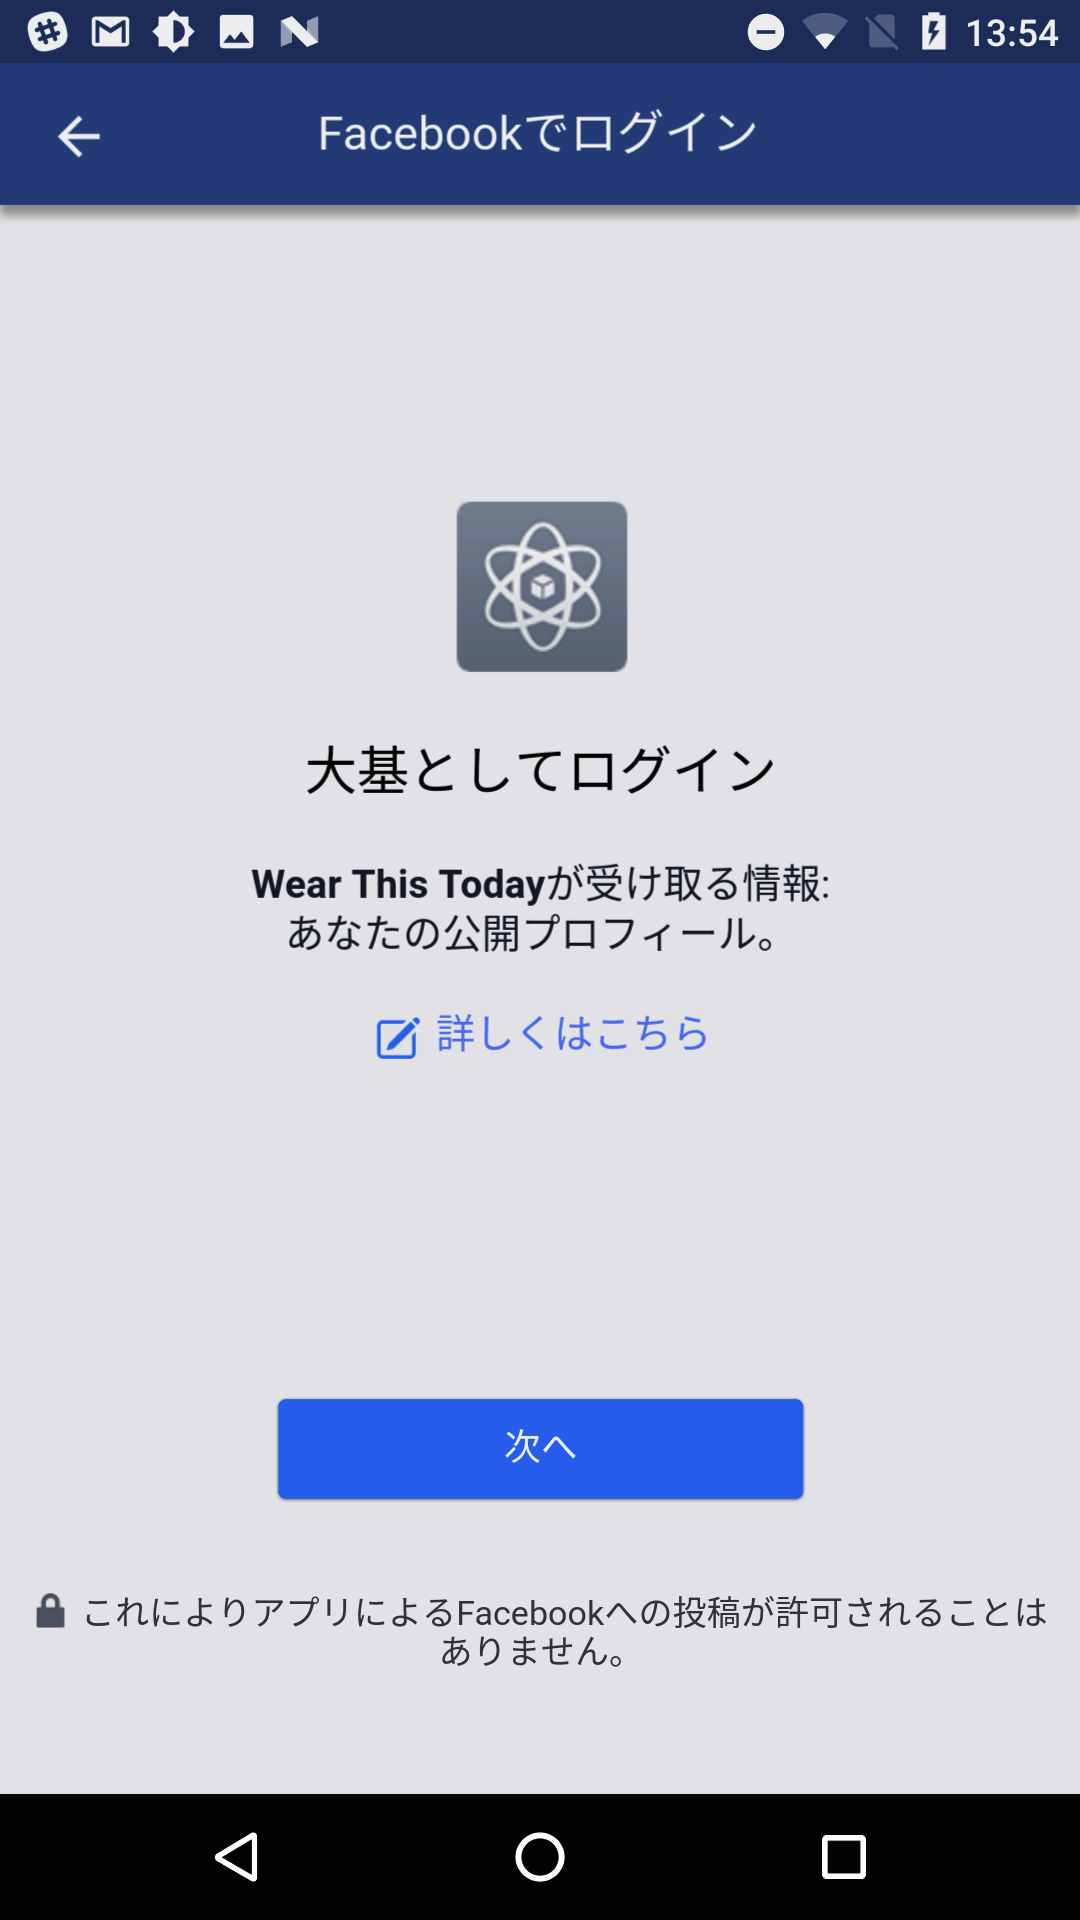 13:54
Facebookでログイン
大基としてログイン
Wear This Todayが受け取る情報:
あなたの公開プロフィール。
詳しくはこちら
次へ
これによりアプリによるFacebookへの投稿が許可されることは
ありません。